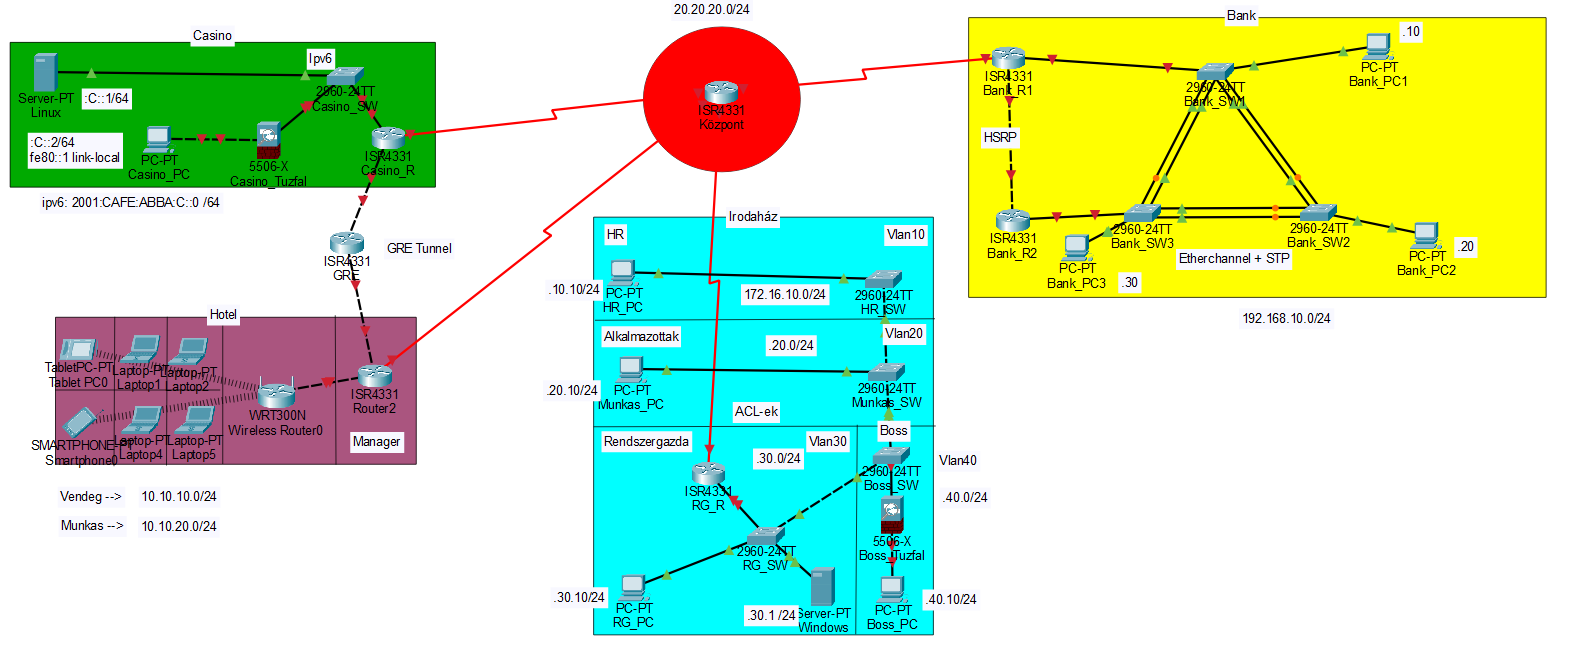 20.20.20.0/24
Casino
Ipv6
Server-PT
Linux
:C::1/64
2960-24TT
Casino_SW
:C::2/64
fe80::1 link-local
PC-PT
Casino_PC
5506-X
Casino_Tuzfal
ISR4331
Casino_R
ipv6: 2001:CAFE:ABBA:C::0 /64
ISR4331
Központ
Bank
ISR4331
Bank_R1
2960-24TT
Bank_SW1
PC-PT
Bank_PC1
.10
HSRP
ISR4331
Bank_R2
2960-24TT
Bank_SW3
2960-24TT
Bank_SW2
PC-PT
Bank_PC3
.30
Etherchannel + STP
PC-PT
Bank_PC2
.20
192.168.10.0/24
ISR4331
GRE
GRE Tunnel
Hotel
TabletPC-PT
Tablet PC0
Laptop-PT
Laptop1
Laptop-PT
Laptop2
SMARTPHONE-PT
Smartphone0
Laptop-PT
Laptop4
Laptop-PT
Laptop5
WRT300N
Wireless Router0
ISR4331
Router2
Manager
Vendeg --> 10.10.10.0/24
Munkas --> 10.10.20.0/24
Irodaház
HR
Vlan10
.10.10/24
PC-PT
HR_PC
172.16.10.0/24
2960-24TT
HR_SW
Alkalmazottak
Vlan20
.20.0/24
.20.10/24
PC-PT
Munkas_PC
2960-24TT
Munkas_SW
ACL-ek
Rendszergazda
Vlan30
.30.0/24
Boss
Vlan40
.40.0/24
ISR4331
RG_R
2960-24TT
Boss_SW
5506-X
Boss_Tuzfal
2960-24TT
RG_SW
.30.10/24
PC-PT
RG_PC
.30.1 /24
Server-PT
Windows
PC-PT
Boss_PC
.40.10/24